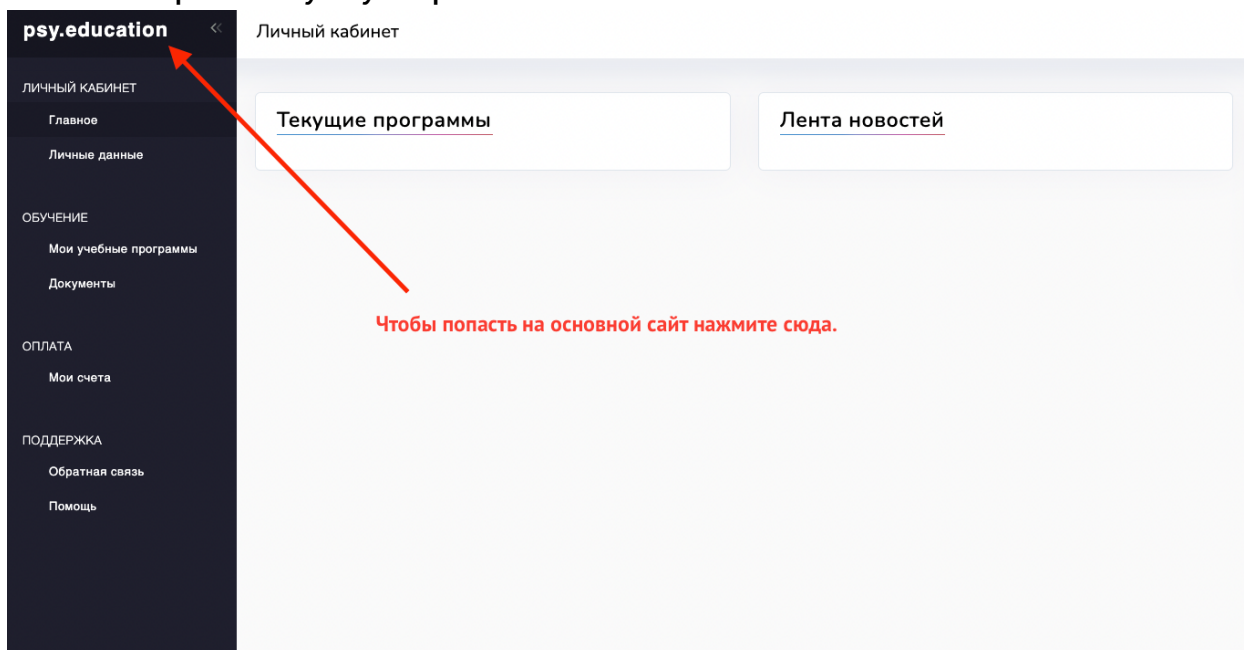 psy.education «
Личный кабинет
ЛИЧНЫЙ КАБИНЕТ
Главное
Личные данные
ОБУЧЕНИЕ
Мои учебные программы
Документы
ОПЛАТА
Мои счета
ПОДДЕРЖКА
Обратная связь
Помощь
Текущие программы
Лента новостей
Чтобы попасть на основной сайт нажмите сюда.